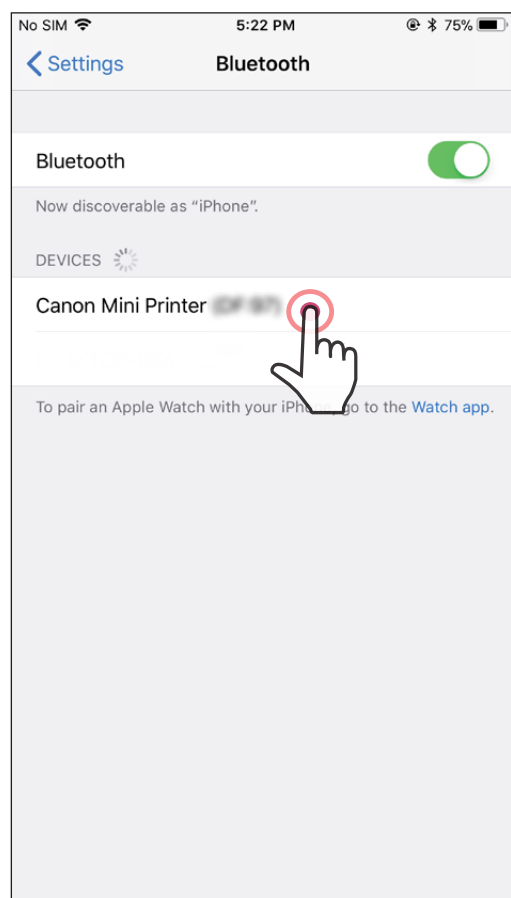 No SIM 5:22 PM 75%
Settings Bluetooth
Bluetooth
Now discoverable as “iPhone”.
DEVICES
Canon Mini Printer
To pair an Apple Watch with your iPhone, go to the Watch app.